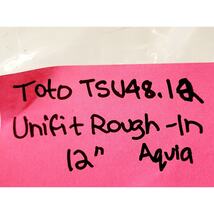 Toto TSU48.12
Unifit Rough-In
12" Aquia